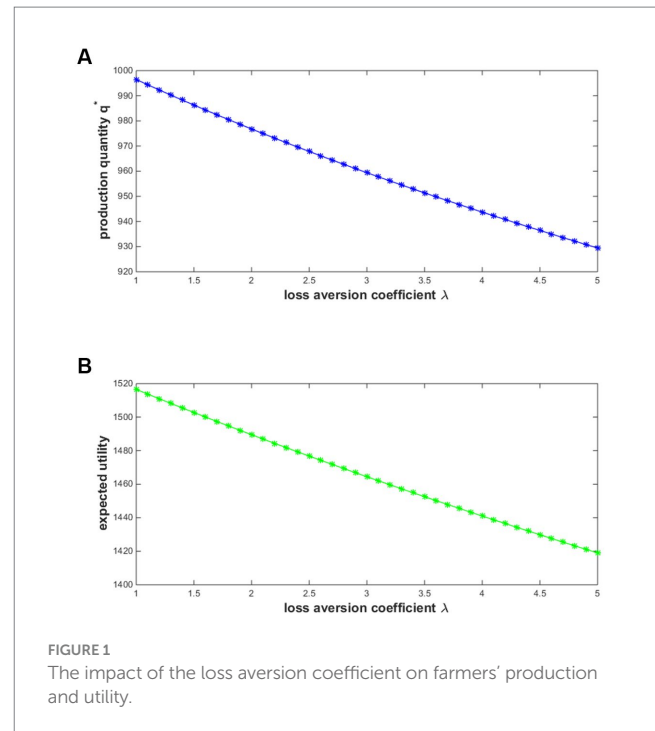 A
1000
990
980
970
960
950
940
930
920
production quantity q*
1 1.5 2 2.5 3 3.5 4 4.5 5
loss aversion coefficient λ
B
1520
1500
1480
1460
1440
1420
1400
expected utility
1 1.5 2 2.5 3 3.5 4 4.5 5
loss aversion coefficient λ
FIGURE 1
The impact of the loss aversion coefficient on farmers’ production
and utility.